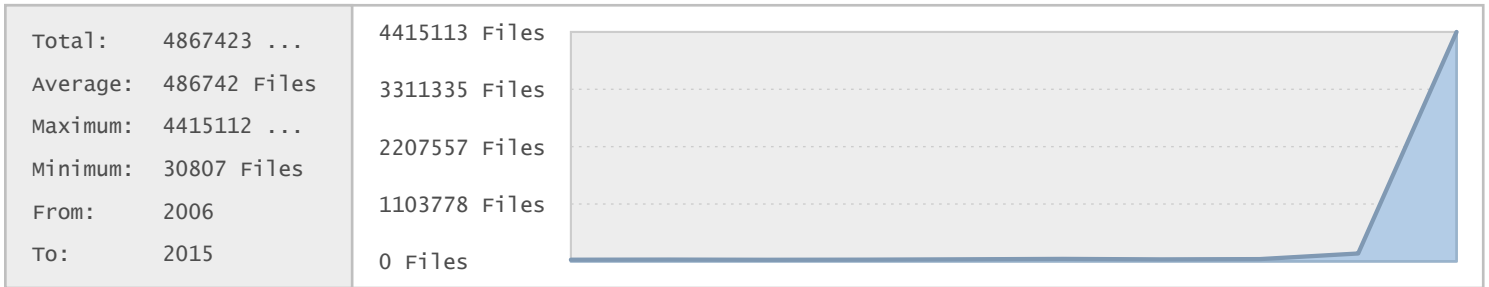 Total: 4867423 ...
Average: 486742 Files
Maximum: 4415112 ...
Minimum: 30807 Files
From: 2006
To: 2015
4415113 Files
3311335 Files
2207557 Files
1103778 Files
0 Files